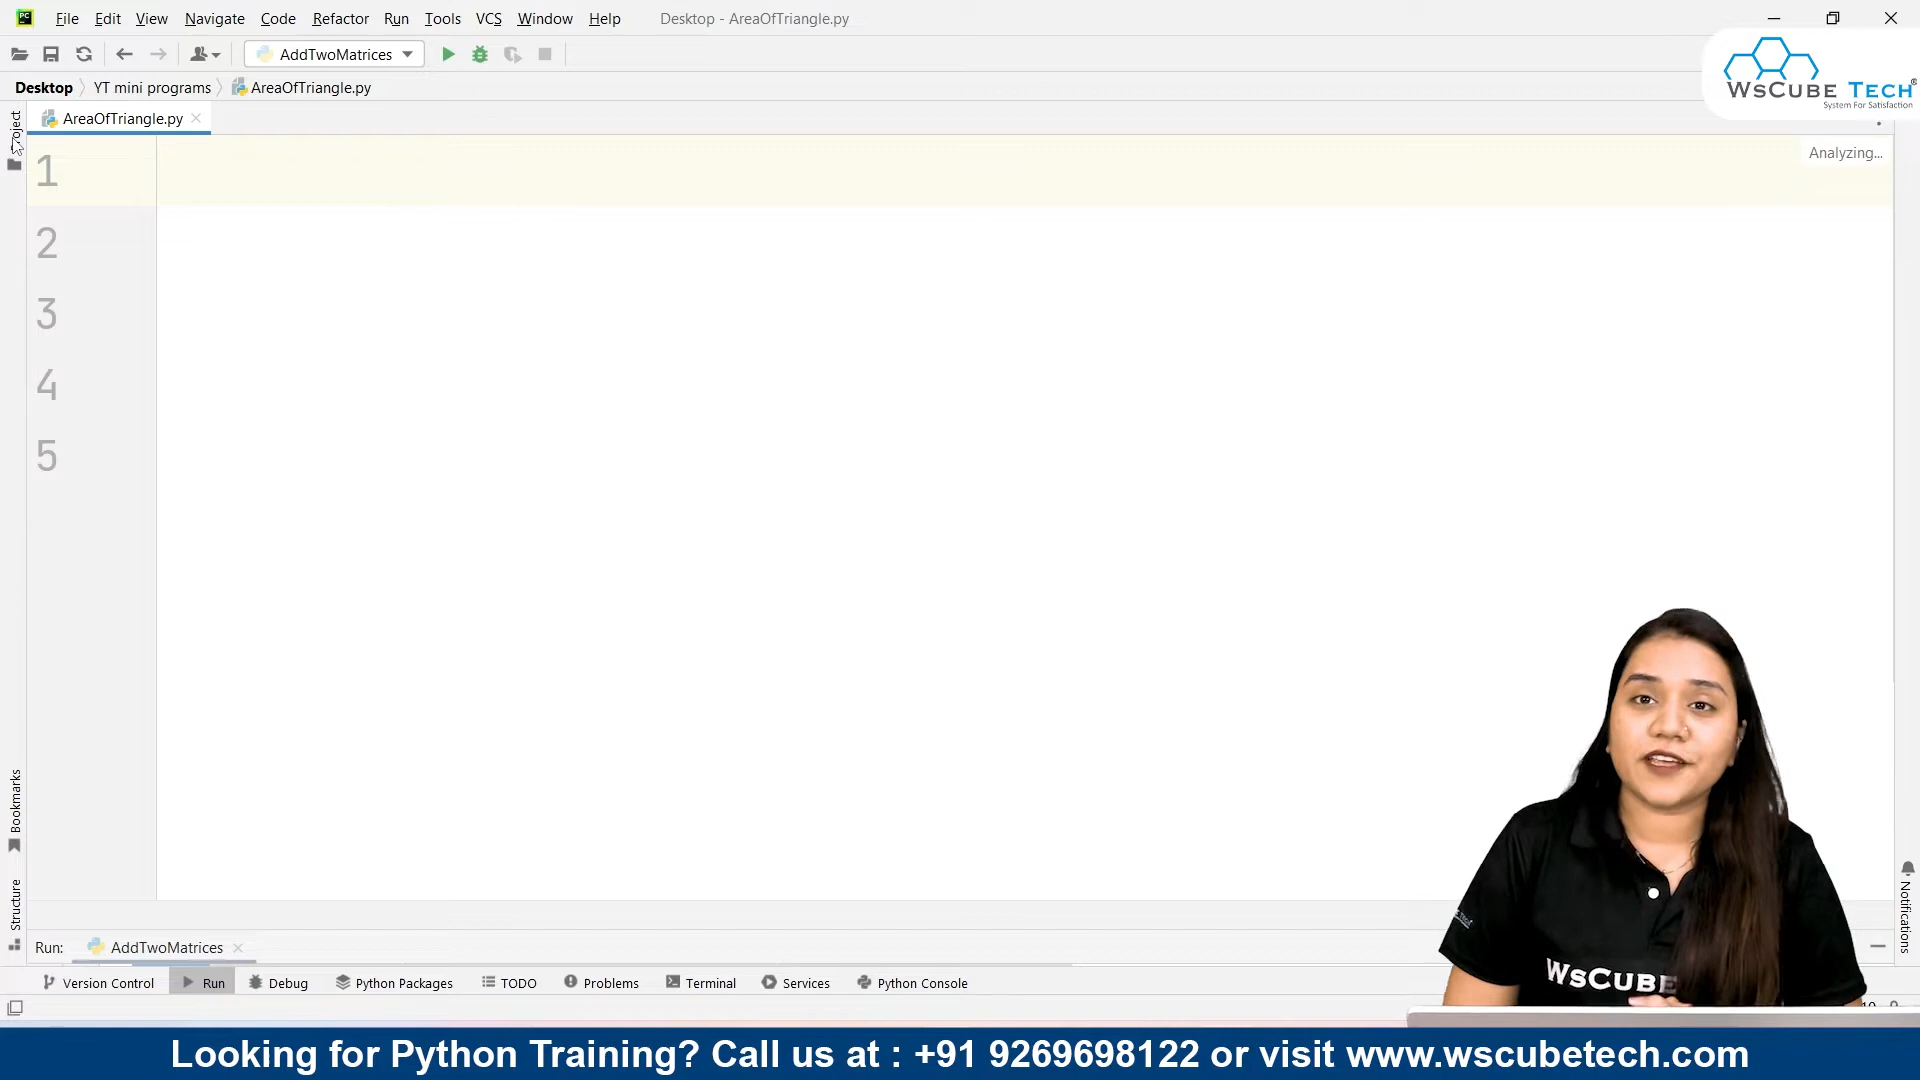 File Edit View Navigate Code Refactor Run Tools VCS Window Help Desktop - AreaOfTriangle.py
AddTwoMatrices
WsCube Tech®
System For Satisfaction
Desktop YT mini programs AreaOfTriangle.py
Project
AreaOfTriangle.py
Analyzing...
1
2
3
4
5
Bookmarks
Structure
Notifications
WsCube
Run: AddTwoMatrices
Version Control Run Debug Python Packages TODO Problems Terminal Services Python Console
Looking for Python Training? Call us at : +91 9269698122 or visit www.wscubetech.com